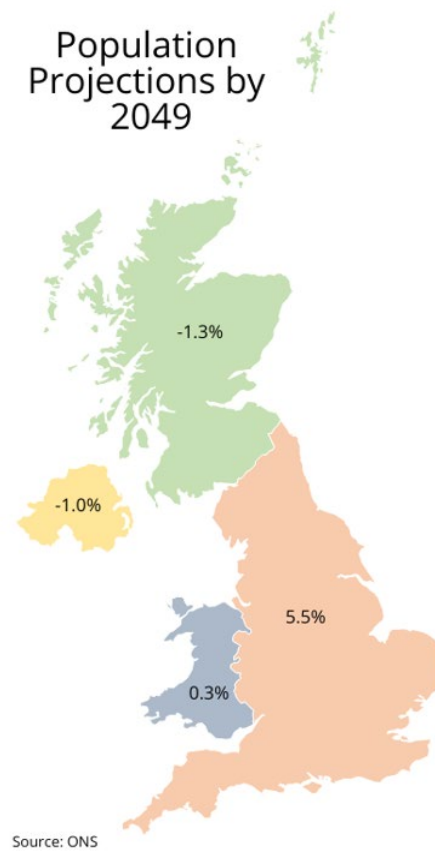 Population
Projections by
2049
-1.3%
-1.0%
5.5%
0.3%
Source: ONS